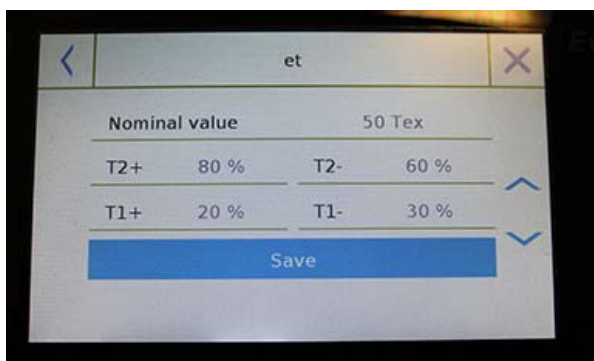 et
Nominal value 50 Tex
T2+ 80 % T2- 60 %
T1+ 20 % T1- 30 %
Save